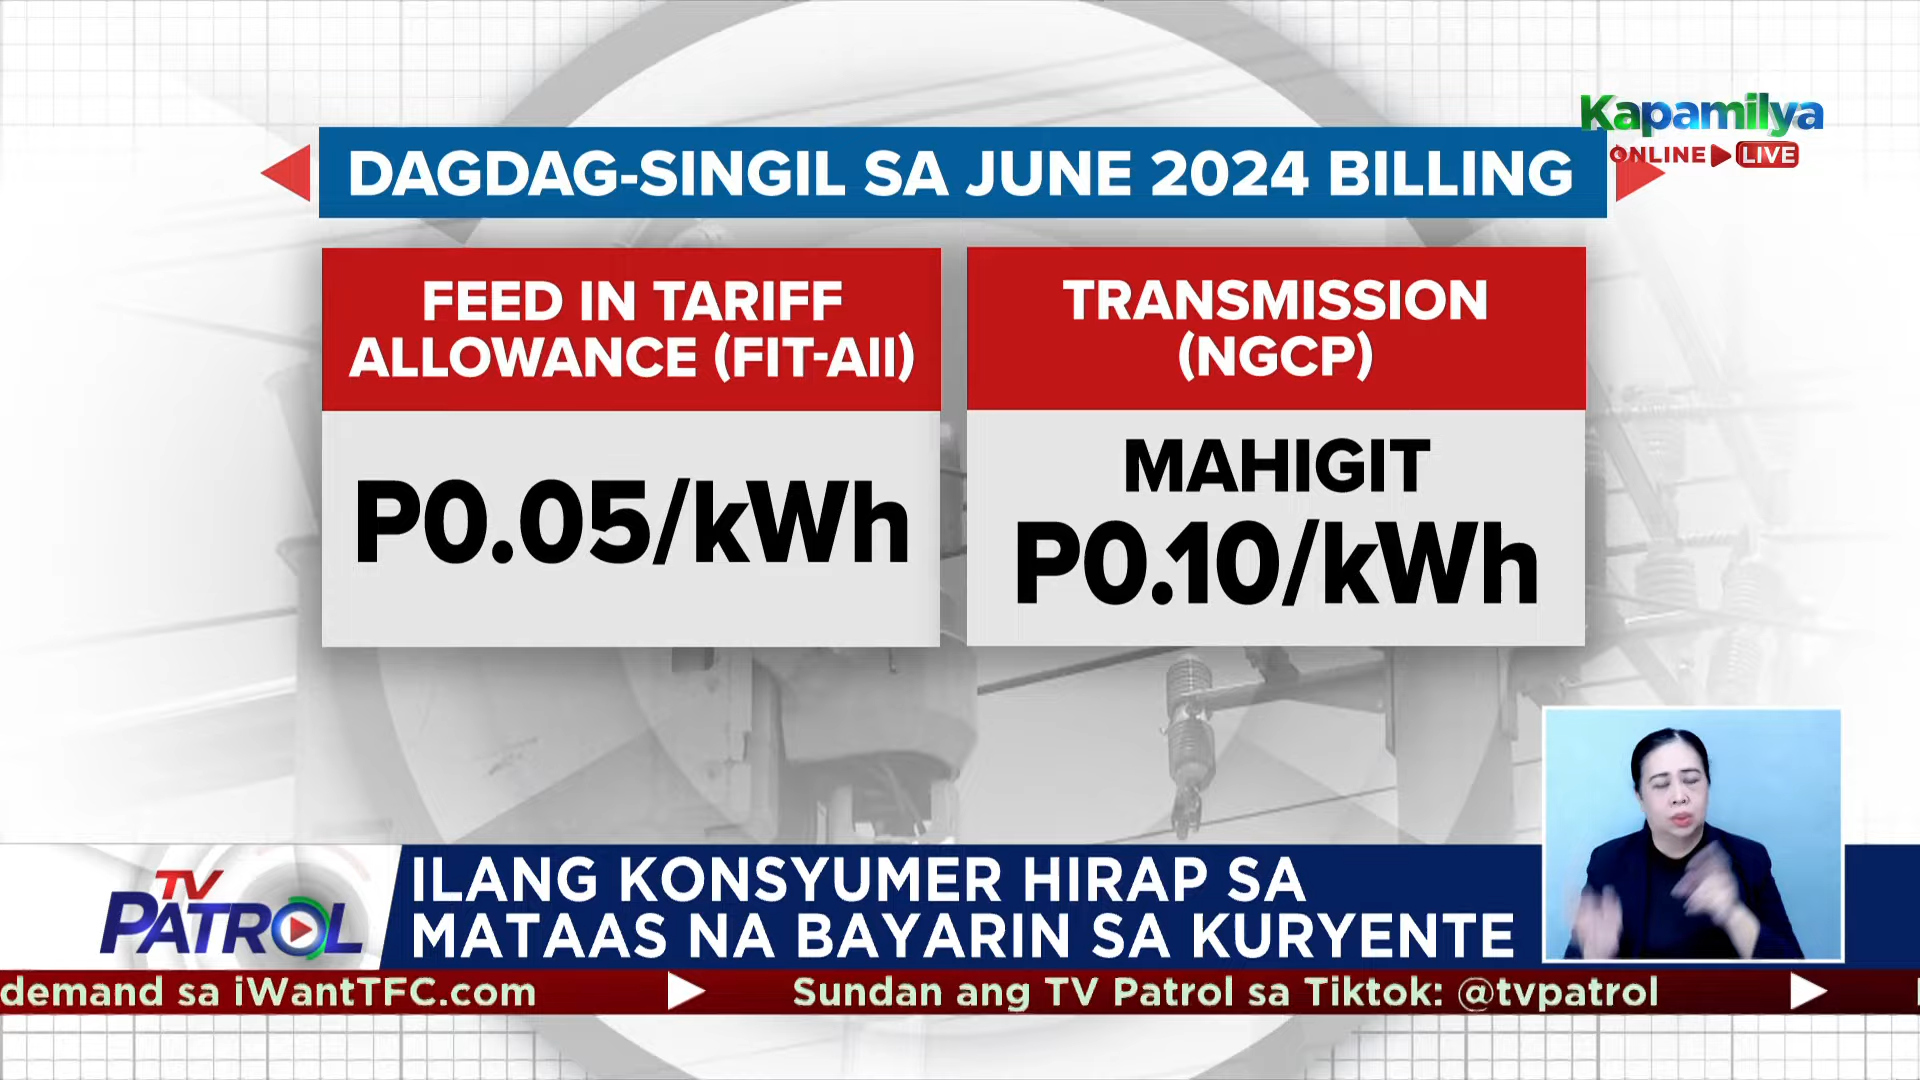 Kapamilya
ONLINE LIVE
DAGDAG-SINGIL SA JUNE 2024 BILLING
FEED IN TARIFF
ALLOWANCE (FIT-All)
P0.05/kWh
TRANSMISSION
(NGCP)
MAHIGIT
P0.10/kWh
TV
PATROL
ILANG KONSYUMER HIRAP SA
MATAAS NA BAYARIN SA KURYENTE
demand sa iWantTFC.com Sundan ang TV Patrol sa Tiktok: @tvpatrol